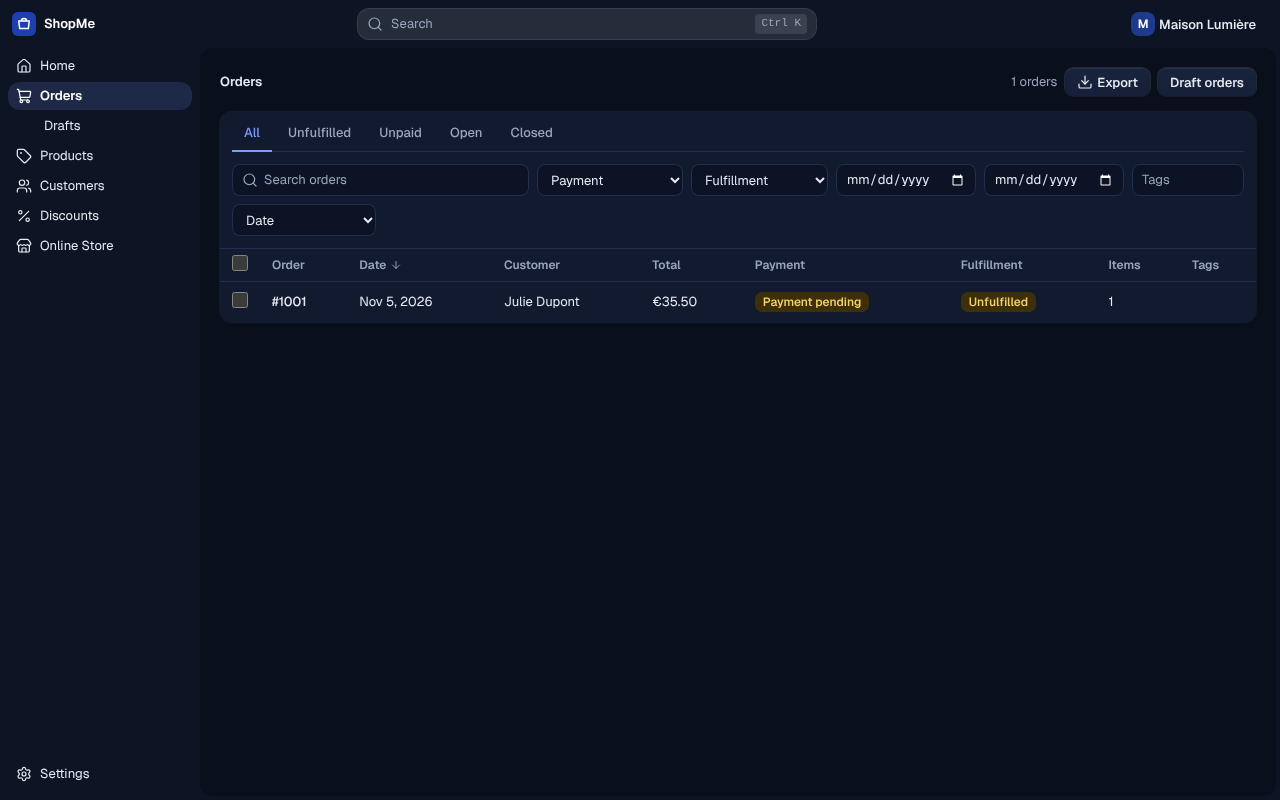 ShopMe
Search
Ctrl K
M
Maison Lumière
Home
Orders
Drafts
Products
Customers
Discounts
Online Store
Settings
Orders
1 orders
Export
Draft orders
All Unfulfilled Unpaid Open Closed
Search orders Payment Fulfillment mm/dd/yyyy mm/dd/yyyy Tags
Date
Order Date ↓ Customer Total Payment Fulfillment Items Tags
#1001 Nov 5, 2026 Julie Dupont €35.50 Payment pending Unfulfilled 1